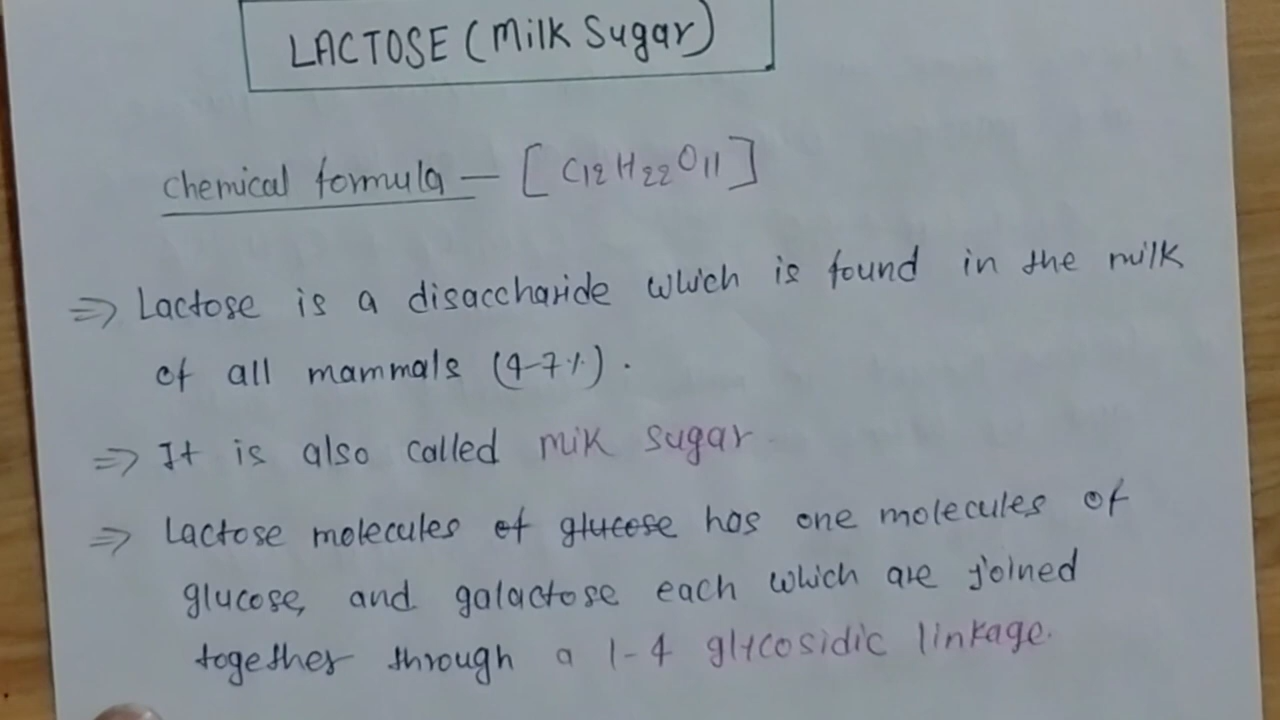 LACTOSE (Milk Sugar)
Chemical formula — [C12H22O11]
⇒ Lactose is a disaccharide which is found in the milk
of all mammals (4-7%).
⇒ It is also called mik sugar
⇒ Lactose molecules of glucose has one molecules of
glucose, and galactose each which are joined
together through a 1-4 glycosidic linkage.